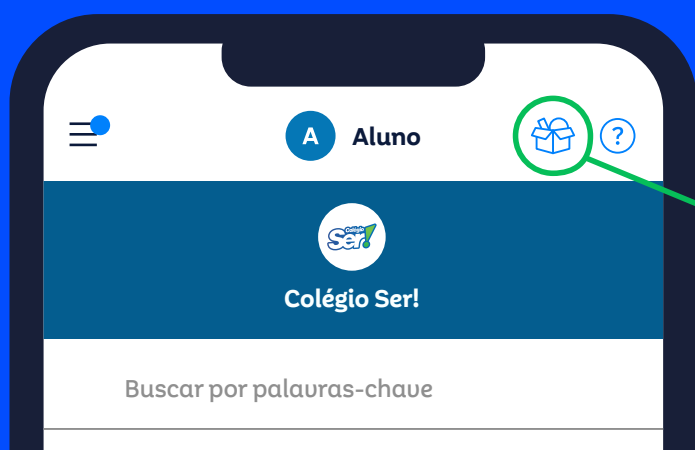 A Aluno ?
Colégio
Ser!
Colégio Ser!
Buscar por palavras-chave